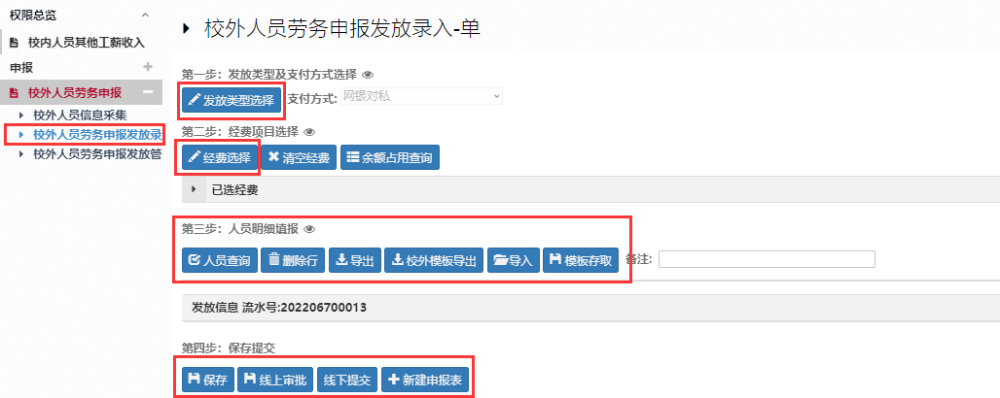 权限总览
校内人员其他工薪收入
申报
校外人员劳务申报
校外人员信息采集
校外人员劳务申报发放录
校外人员劳务申报发放管
校外人员劳务申报发放录入-单
第一步：发放类型及支付方式选择
发放类型选择 支付方式: 网银对私
第二步：经费项目选择
经费选择 清空经费 余额占用查询
已选经费
第三步：人员明细填报
人员查询 删除行 导出 校外模板导出 导入 模板存取 备注:
发放信息 流水号:202206700013
第四步：保存提交
保存 线上审批 线下提交 新建申报表